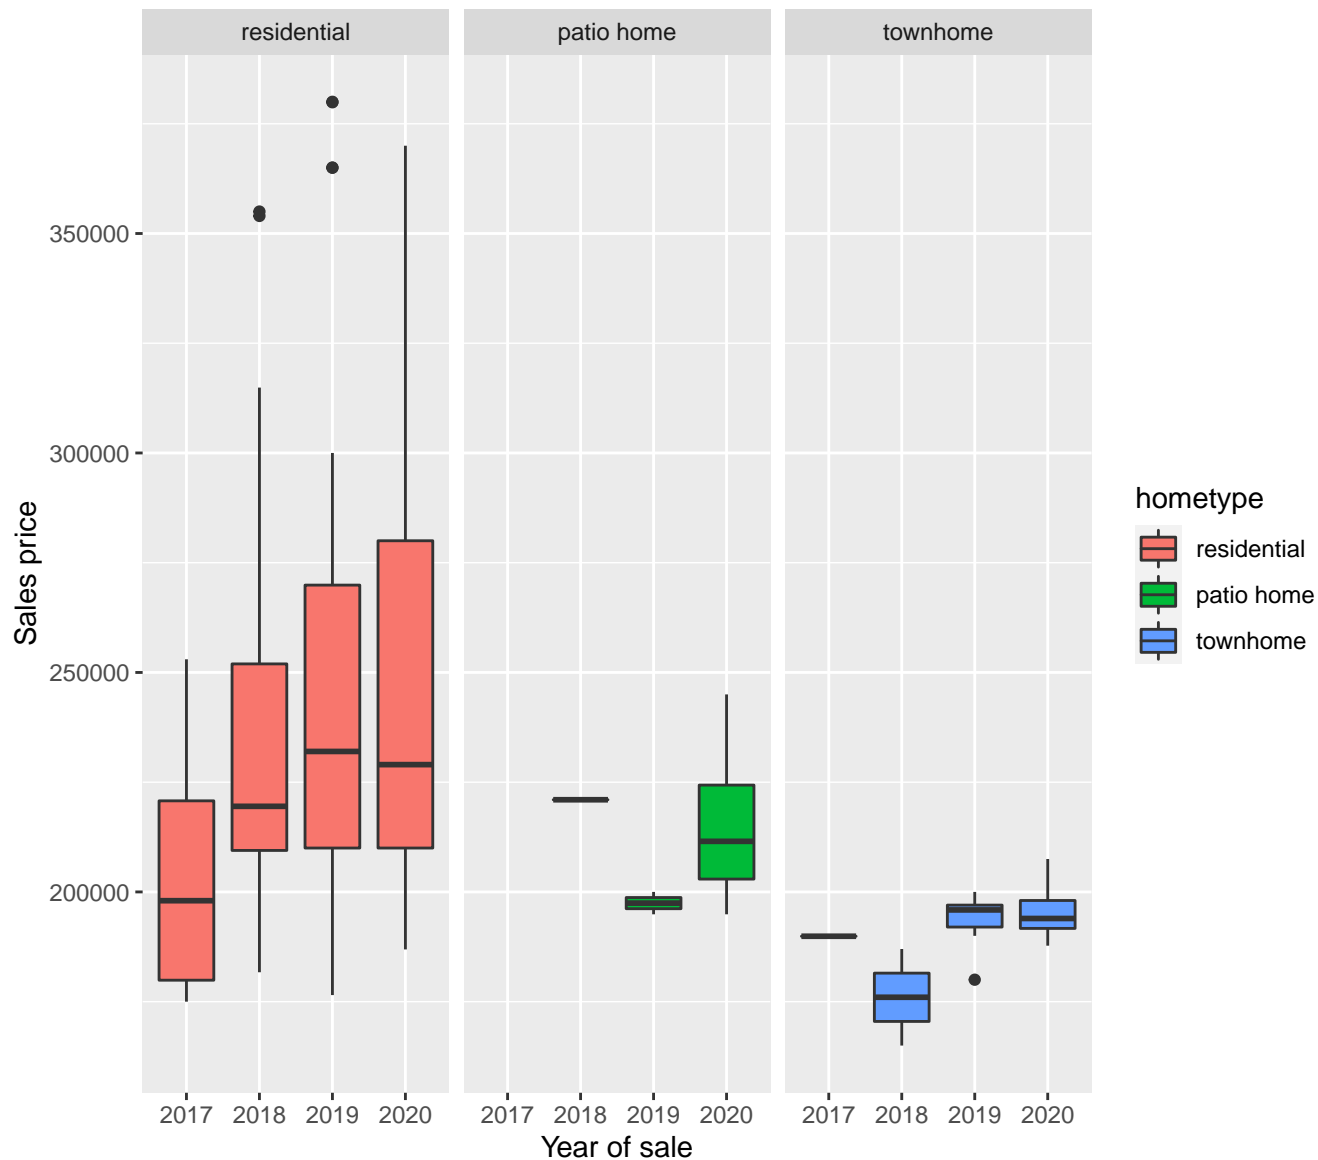 residential
patio home
townhome
Sales price
350000
300000
250000
200000
2017 2018 2019 2020
2017 2018 2019 2020
2017 2018 2019 2020
Year of sale
hometype
residential
patio home
townhome